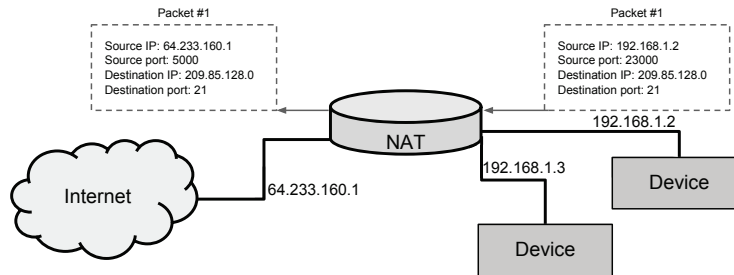 Packet #1
Source IP: 64.233.160.1
Source port: 5000
Destination IP: 209.85.128.0
Destination port: 21
Packet #1
Source IP: 192.168.1.2
Source port: 23000
Destination IP: 209.85.128.0
Destination port: 21
NAT
192.168.1.2
192.168.1.3
64.233.160.1
Internet
Device
Device